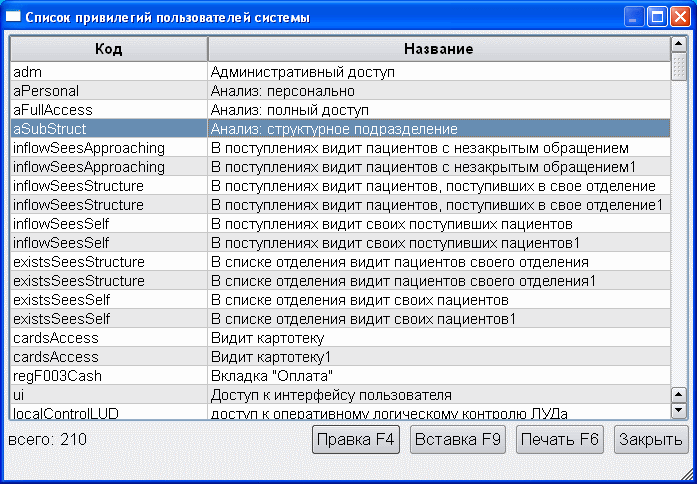 Список привилегий пользователей системы
Код Название
adm Административный доступ
aPersonal Анализ: персонально
aFullAccess Анализ: полный доступ
aSubStruct Анализ: структурное подразделение
inflowSeesApproaching В поступлениях видит пациентов с незакрытым обращением
inflowSeesApproaching В поступлениях видит пациентов с незакрытым обращением1
inflowSeesStructure В поступлениях видит пациентов, поступивших в свое отделение
inflowSeesStructure В поступлениях видит пациентов, поступивших в свое отделение1
inflowSeesSelf В поступлениях видит своих поступивших пациентов
inflowSeesSelf В поступлениях видит своих поступивших пациентов1
existsSeesStructure В списке отделения видит пациентов своего отделения
existsSeesStructure В списке отделения видит пациентов своего отделения1
existsSeesSelf В списке отделения видит своих пациентов
existsSeesSelf В списке отделения видит своих пациентов1
cardsAccess Видит картотеку
cardsAccess Видит картотеку1
regF003Cash Вкладка "Оплата"
ui Доступ к интерфейсу пользователя
localControlLUD доступ к оперативному логическому контролю ЛУДа
всего: 210 Правка F4 Вставка F9 Печать F6 Закрыть